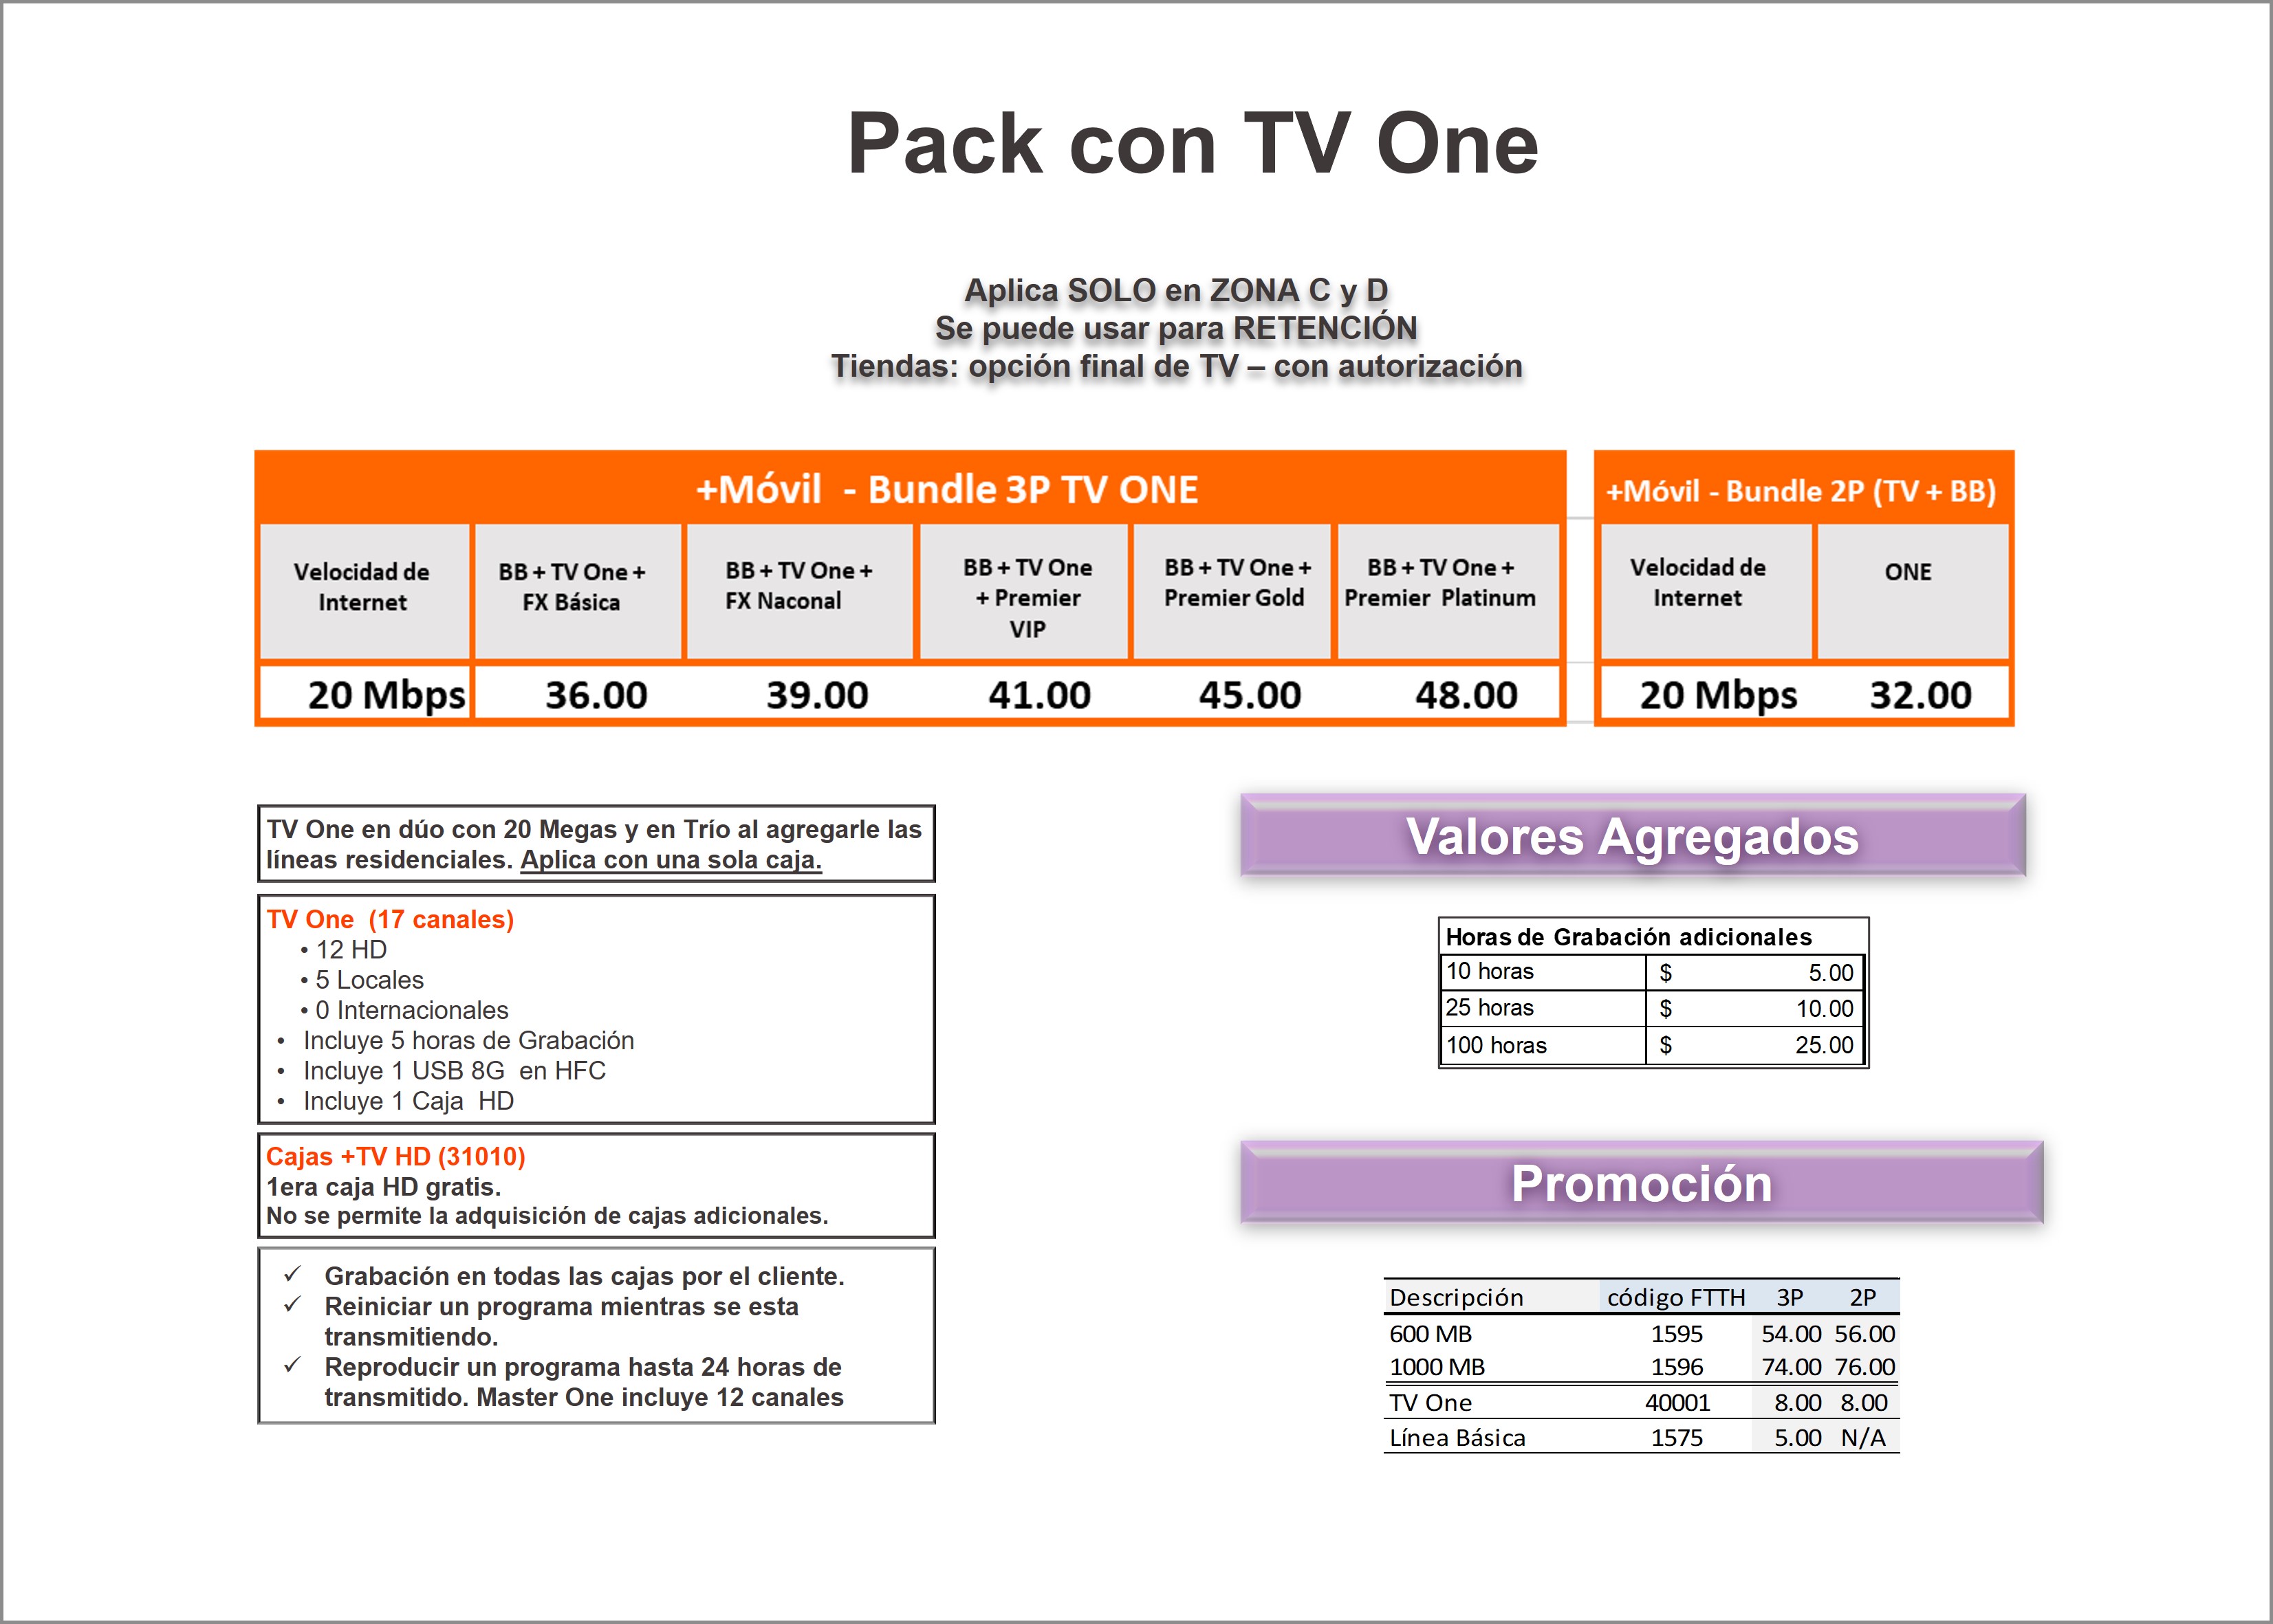 Pack con TV One
Aplica SOLO en ZONA C y D
Se puede usar para RETENCIÓN
Tiendas: opción final de TV – con autorización
+Móvil - Bundle 3P TV ONE
Velocidad de
Internet
BB + TV One +
FX Básica
BB + TV One +
FX Naconal
BB + TV One
+ Premier
VIP
BB + TV One +
Premier Gold
BB + TV One +
Premier Platinum
20 Mbps 36.00 39.00 41.00 45.00 48.00
+Móvil - Bundle 2P (TV + BB)
Velocidad de
Internet
ONE
20 Mbps 32.00
TV One en dúo con 20 Megas y en Trío al agregarle las
líneas residenciales. Aplica con una sola caja.
TV One (17 canales)
• 12 HD
• 5 Locales
• 0 Internacionales
• Incluye 5 horas de Grabación
• Incluye 1 USB 8G en HFC
• Incluye 1 Caja HD
Cajas +TV HD (31010)
1era caja HD gratis.
No se permite la adquisición de cajas adicionales.
✓ Grabación en todas las cajas por el cliente.
✓ Reiniciar un programa mientras se esta
transmitiendo.
✓ Reproducir un programa hasta 24 horas de
transmitido. Master One incluye 12 canales
Valores Agregados
Horas de Grabación adicionales
10 horas $ 5.00
25 horas $ 10.00
100 horas $ 25.00
Promoción
Descripción código FTTH 3P 2P
600 MB 1595 54.00 56.00
1000 MB 1596 74.00 76.00
TV One 40001 8.00 8.00
Línea Básica 1575 5.00 N/A